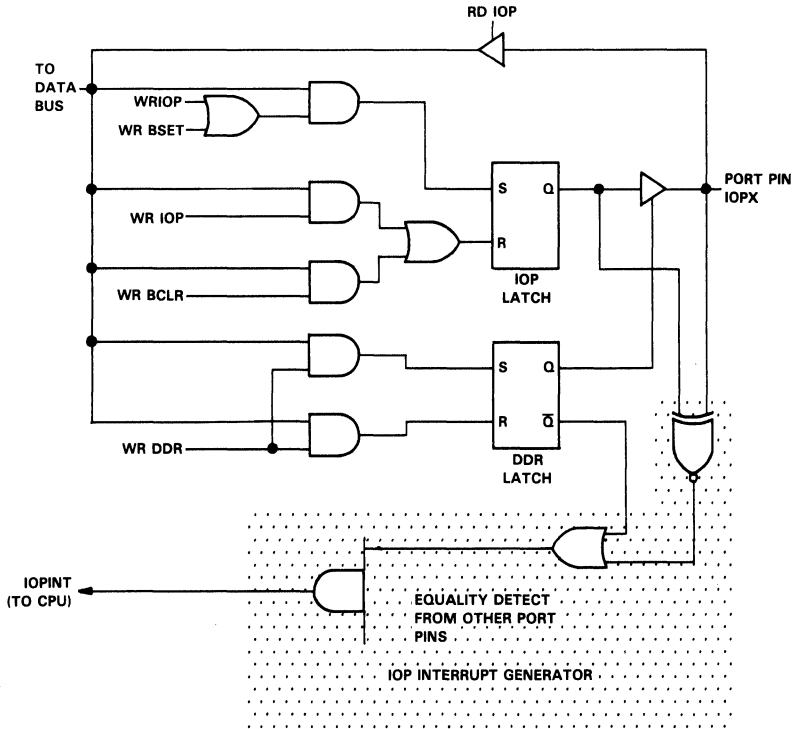 RD IOP
TO
DATA
BUS
WRIOP
WR BSET
WR IOP
WR BCLR
S
Q
R
IOP
LATCH
PORT PIN
IOPX
S
Q
R
Q̅
DDR
LATCH
WR DDR
IOPINT
(TO CPU)
EQUALITY DETECT
FROM OTHER PORT
PINS
IOP INTERRUPT GENERATOR